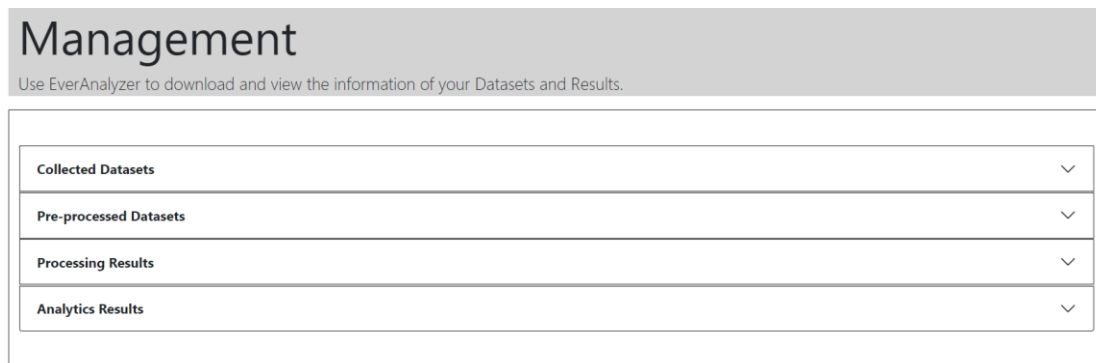 Management
Use EverAnalyzer to download and view the information of your Datasets and Results.
Collected Datasets
Pre-processed Datasets
Processing Results
Analytics Results